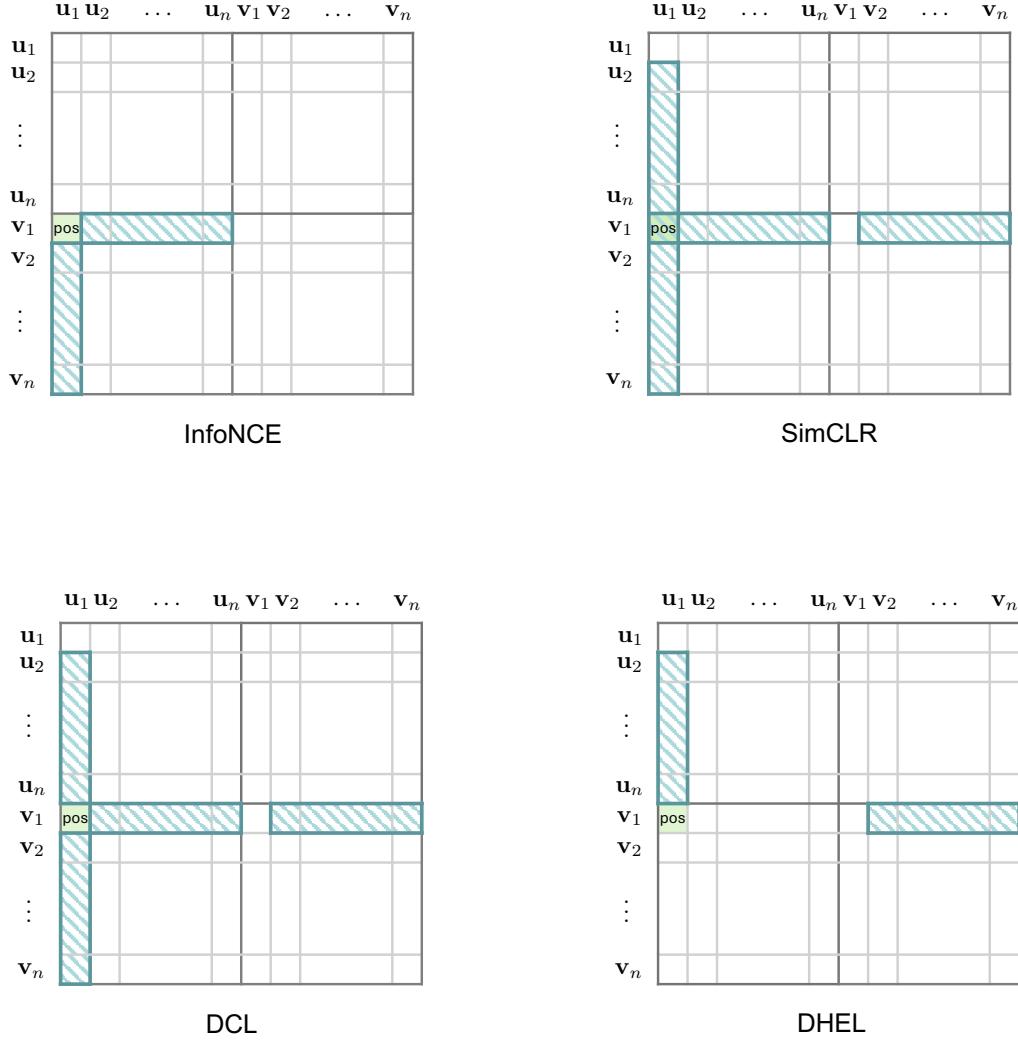 u₁ u₂ … uₙ v₁ v₂ … vₙ
u₁
u₂
⋮
uₙ
v₁ pos
v₂
⋮
vₙ
InfoNCE
u₁ u₂ … uₙ v₁ v₂ … vₙ
u₁
u₂
⋮
uₙ
v₁ pos
v₂
⋮
vₙ
SimCLR
u₁ u₂ … uₙ v₁ v₂ … vₙ
u₁
u₂
⋮
uₙ
v₁ pos
v₂
⋮
vₙ
DCL
u₁ u₂ … uₙ v₁ v₂ … vₙ
u₁
u₂
⋮
uₙ
v₁ pos
v₂
⋮
vₙ
DHEL